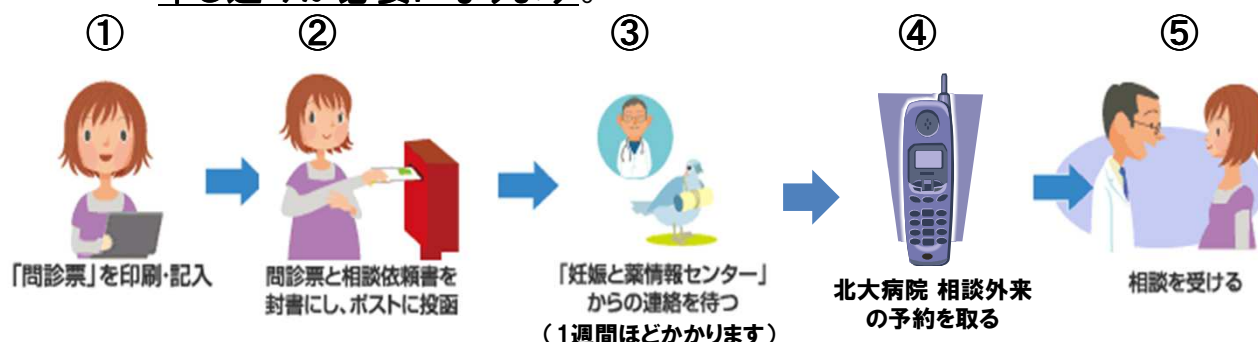 ①
②
③
④
⑤
「問診票」を印刷・記入
問診票と相談依頼書を
封書にし、ポストに投函
「妊娠と薬情報センター」
からの連絡を待つ
(1週間ほどかかります)
北大病院 相談外来
の予約を取る
相談を受ける